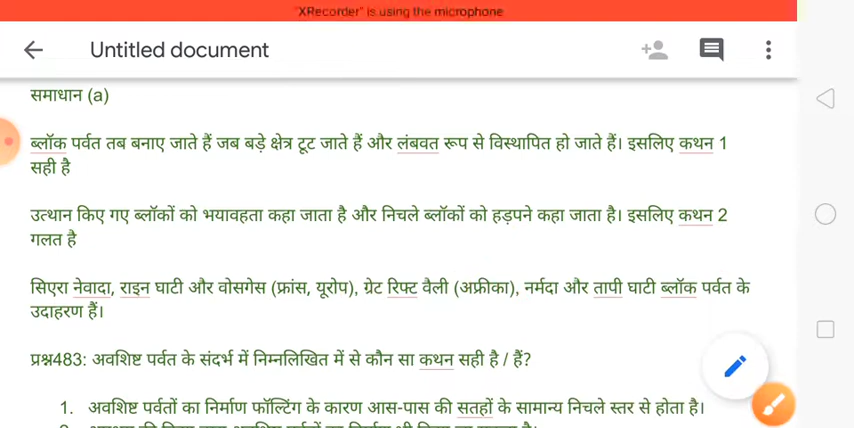 "XRecorder" is using the microphone
Untitled document
समाधान (a)
ब्लॉक पर्वत तब बनाए जाते हैं जब बड़े क्षेत्र टूट जाते हैं और लंबवत रूप से विस्थापित हो जाते हैं। इसलिए कथन 1
सही है
उत्थान किए गए ब्लॉकों को भयावहता कहा जाता है और निचले ब्लॉकों को हड़पने कहा जाता है। इसलिए कथन 2
गलत है
सिएरा नेवादा, राइन घाटी और वोसगेस (फ्रांस, यूरोप), ग्रेट रिफ्ट वैली (अफ्रीका), नर्मदा और तापी घाटी ब्लॉक पर्वत के
उदाहरण हैं।
प्रश्न483: अवशिष्ट पर्वत के संदर्भ में निम्नलिखित में से कौन सा कथन सही है / हैं?
1. अवशिष्ट पर्वतों का निर्माण फॉल्टिंग के कारण आस-पास की सतहों के सामान्य निचले स्तर से होता है।